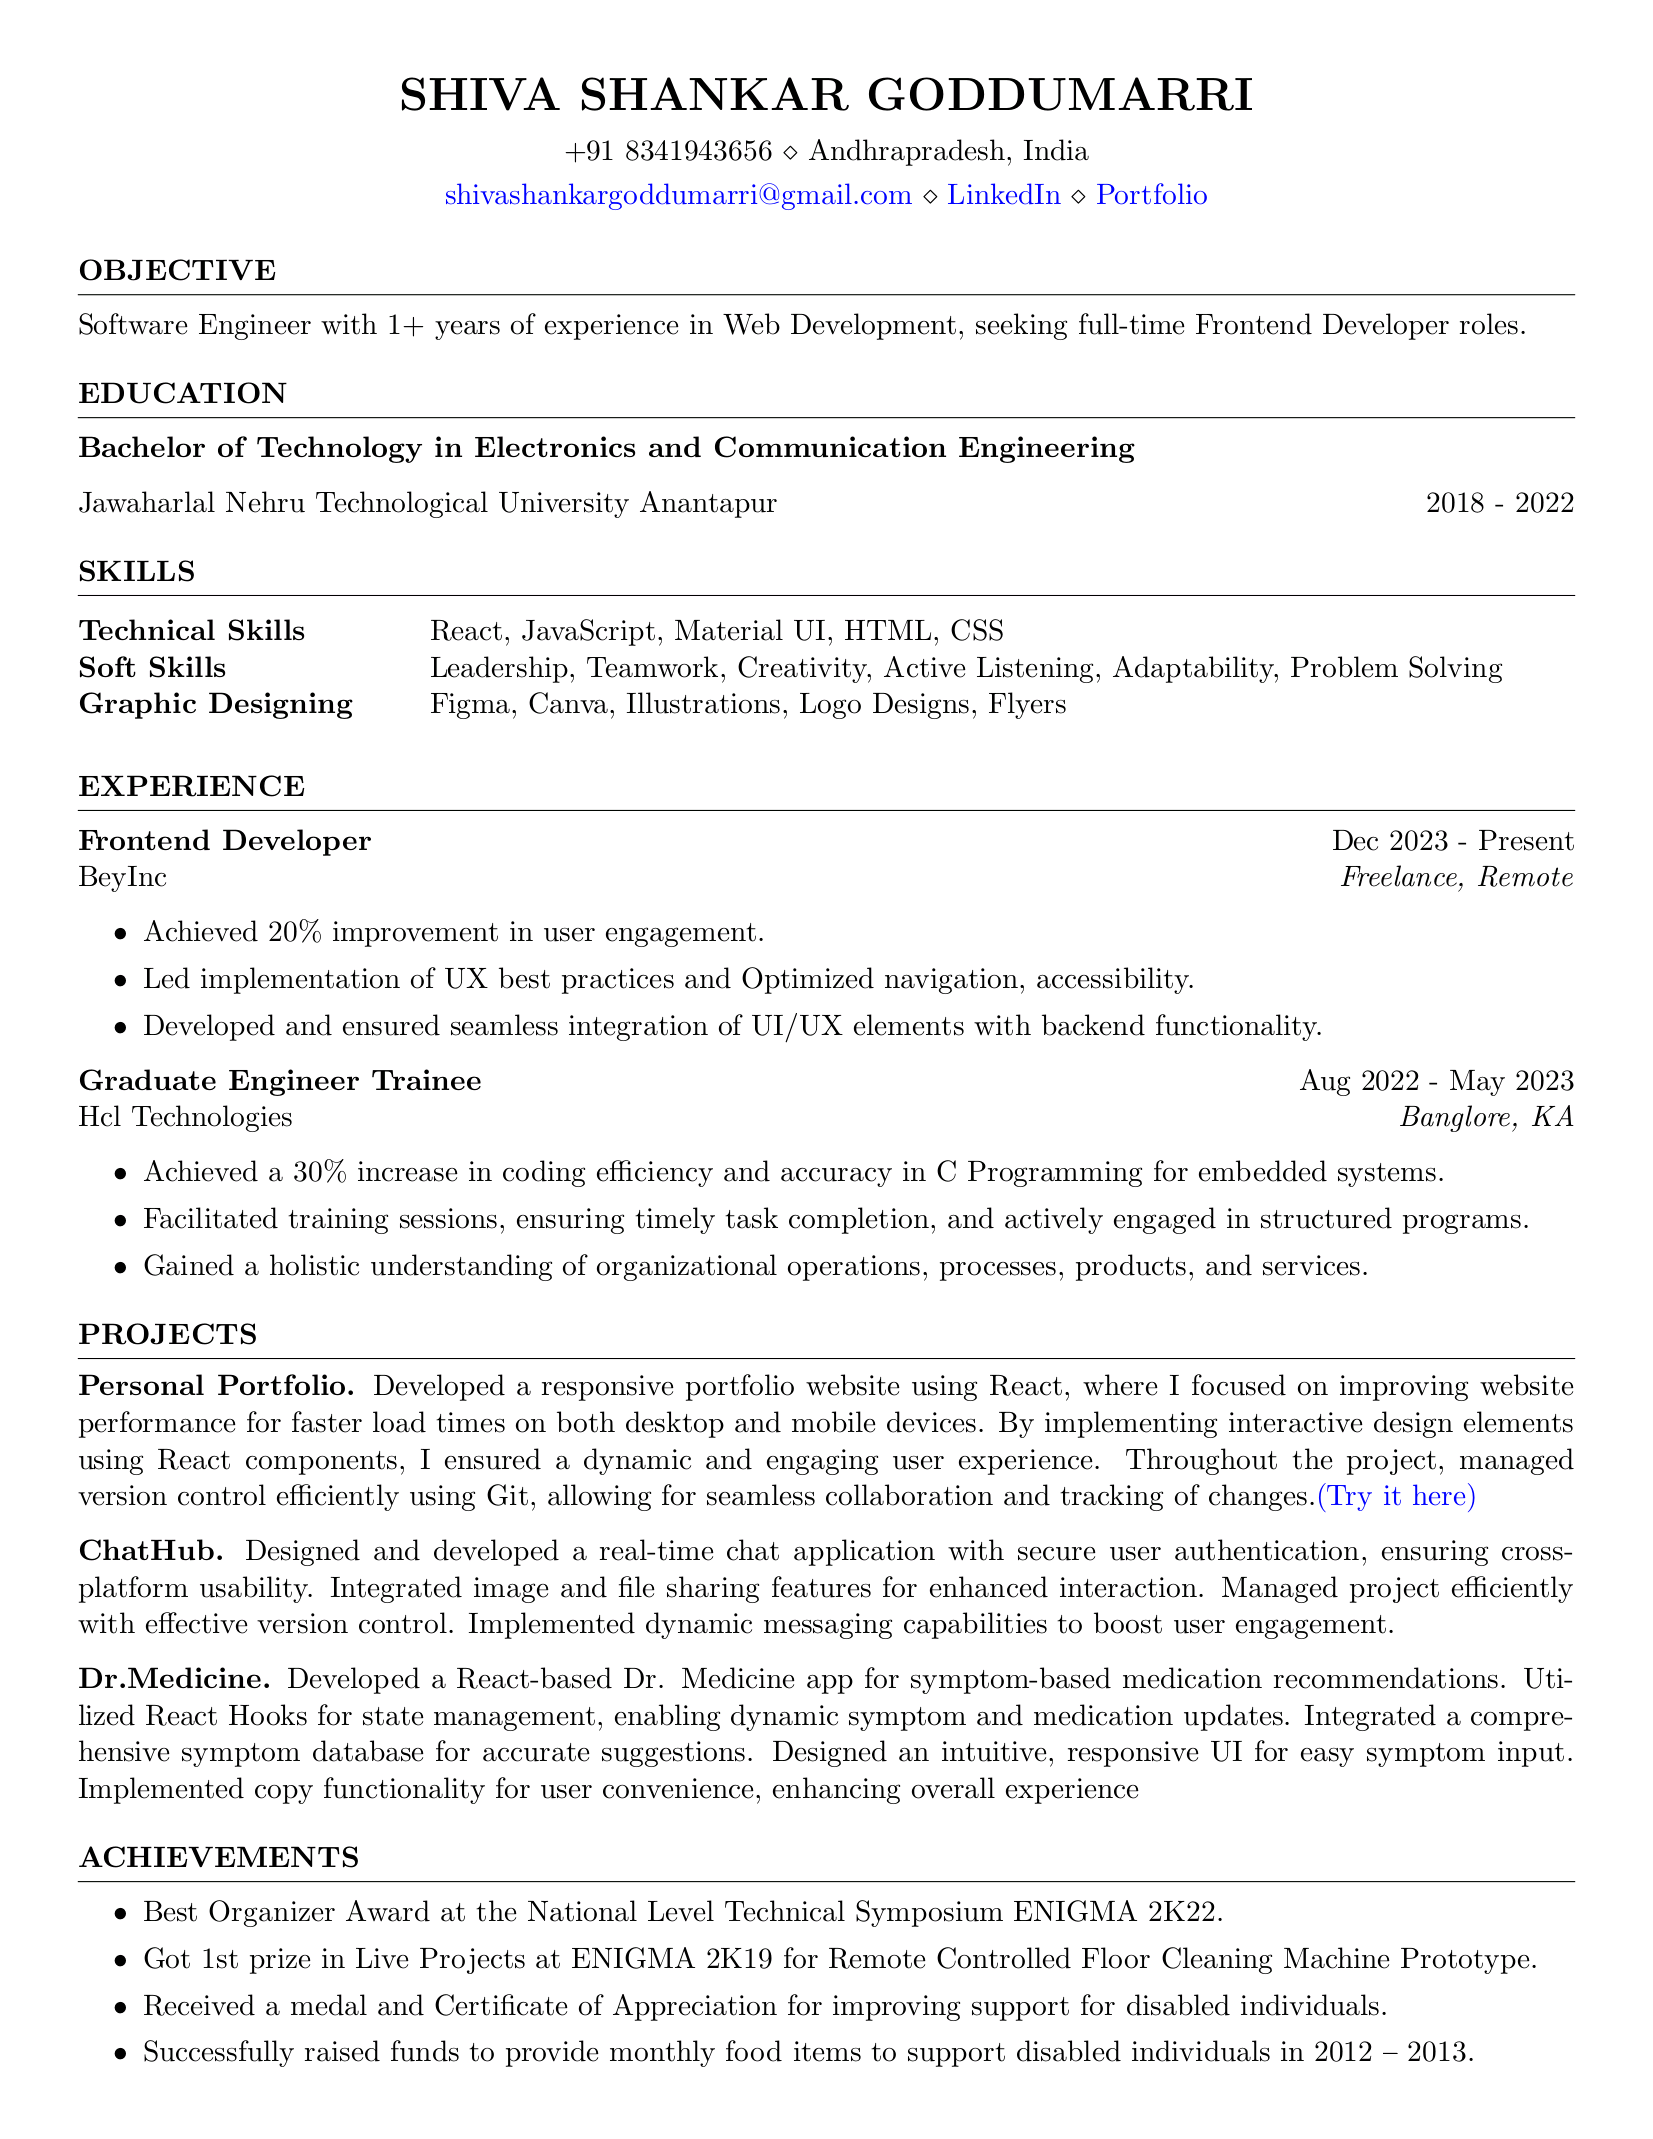 SHIVA SHANKAR GODDUMARRI
+91 8341943656 ⋄ Andhrapradesh, India
shivashankargoddumarri@gmail.com ⋄ LinkedIn ⋄ Portfolio
OBJECTIVE
Software Engineer with 1+ years of experience in Web Development, seeking full-time Frontend Developer roles.
EDUCATION
Bachelor of Technology in Electronics and Communication Engineering
Jawaharlal Nehru Technological University Anantapur 2018 - 2022
SKILLS
Technical Skills React, JavaScript, Material UI, HTML, CSS
Soft Skills Leadership, Teamwork, Creativity, Active Listening, Adaptability, Problem Solving
Graphic Designing Figma, Canva, Illustrations, Logo Designs, Flyers
EXPERIENCE
Frontend Developer Dec 2023 - Present
BeyInc Freelance, Remote
• Achieved 20% improvement in user engagement.
• Led implementation of UX best practices and Optimized navigation, accessibility.
• Developed and ensured seamless integration of UI/UX elements with backend functionality.
Graduate Engineer Trainee Aug 2022 - May 2023
Hcl Technologies Banglore, KA
• Achieved a 30% increase in coding efficiency and accuracy in C Programming for embedded systems.
• Facilitated training sessions, ensuring timely task completion, and actively engaged in structured programs.
• Gained a holistic understanding of organizational operations, processes, products, and services.
PROJECTS
Personal Portfolio. Developed a responsive portfolio website using React, where I focused on improving website
performance for faster load times on both desktop and mobile devices. By implementing interactive design elements
using React components, I ensured a dynamic and engaging user experience. Throughout the project, managed
version control efficiently using Git, allowing for seamless collaboration and tracking of changes.(Try it here)
ChatHub. Designed and developed a real-time chat application with secure user authentication, ensuring cross-
platform usability. Integrated image and file sharing features for enhanced interaction. Managed project efficiently
with effective version control. Implemented dynamic messaging capabilities to boost user engagement.
Dr.Medicine. Developed a React-based Dr. Medicine app for symptom-based medication recommendations. Uti-
lized React Hooks for state management, enabling dynamic symptom and medication updates. Integrated a compre-
hensive symptom database for accurate suggestions. Designed an intuitive, responsive UI for easy symptom input.
Implemented copy functionality for user convenience, enhancing overall experience
ACHIEVEMENTS
• Best Organizer Award at the National Level Technical Symposium ENIGMA 2K22.
• Got 1st prize in Live Projects at ENIGMA 2K19 for Remote Controlled Floor Cleaning Machine Prototype.
• Received a medal and Certificate of Appreciation for improving support for disabled individuals.
• Successfully raised funds to provide monthly food items to support disabled individuals in 2012 – 2013.